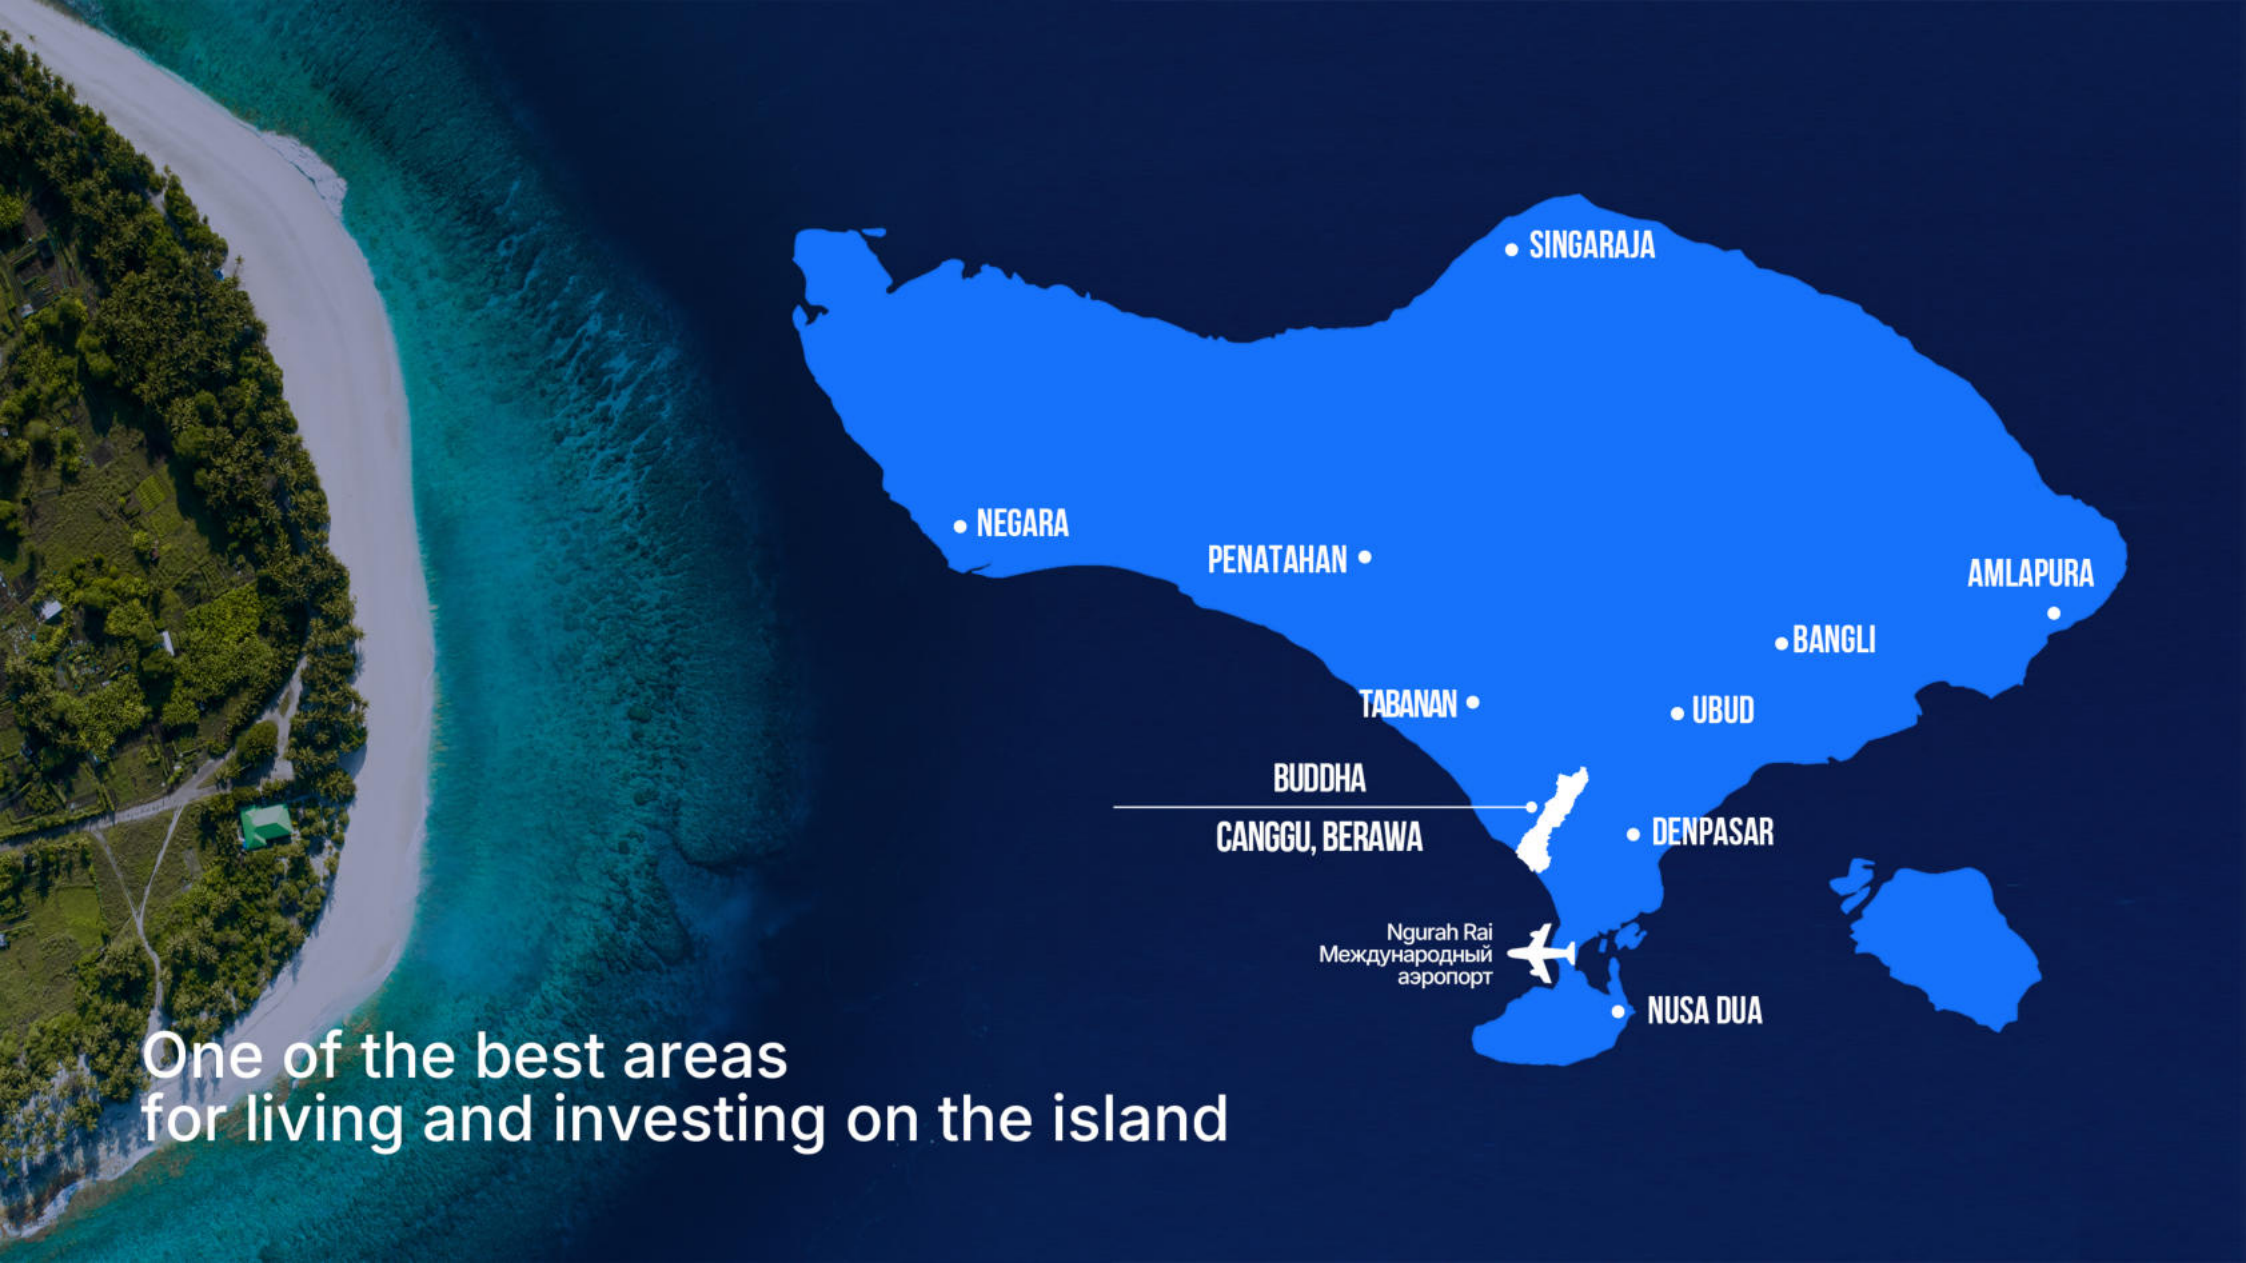 SINGARAJA
NEGARA
PENATAHAN
AMLAPURA
BANGLI
TABANAN
UBUD
BUDDHA
CANGGU, BERAWA
DENPASAR
Ngurah Rai
Международный
аэропорт
NUSA DUA
One of the best areas
for living and investing on the island